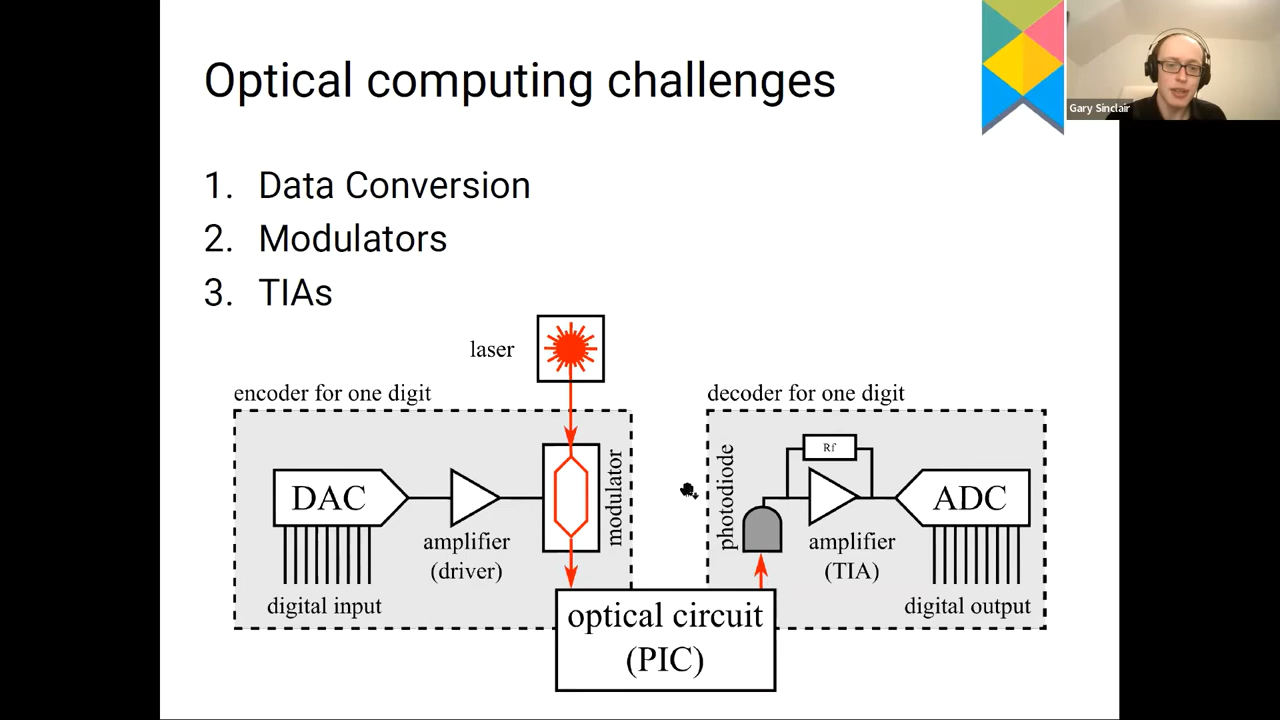 Optical computing challenges
Gary Sinclair
1. Data Conversion
2. Modulators
3. TIAs
laser
encoder for one digit
decoder for one digit
DAC
amplifier
(driver)
modulator
digital input
photodiode
Rf
amplifier
(TIA)
ADC
digital output
optical circuit
(PIC)